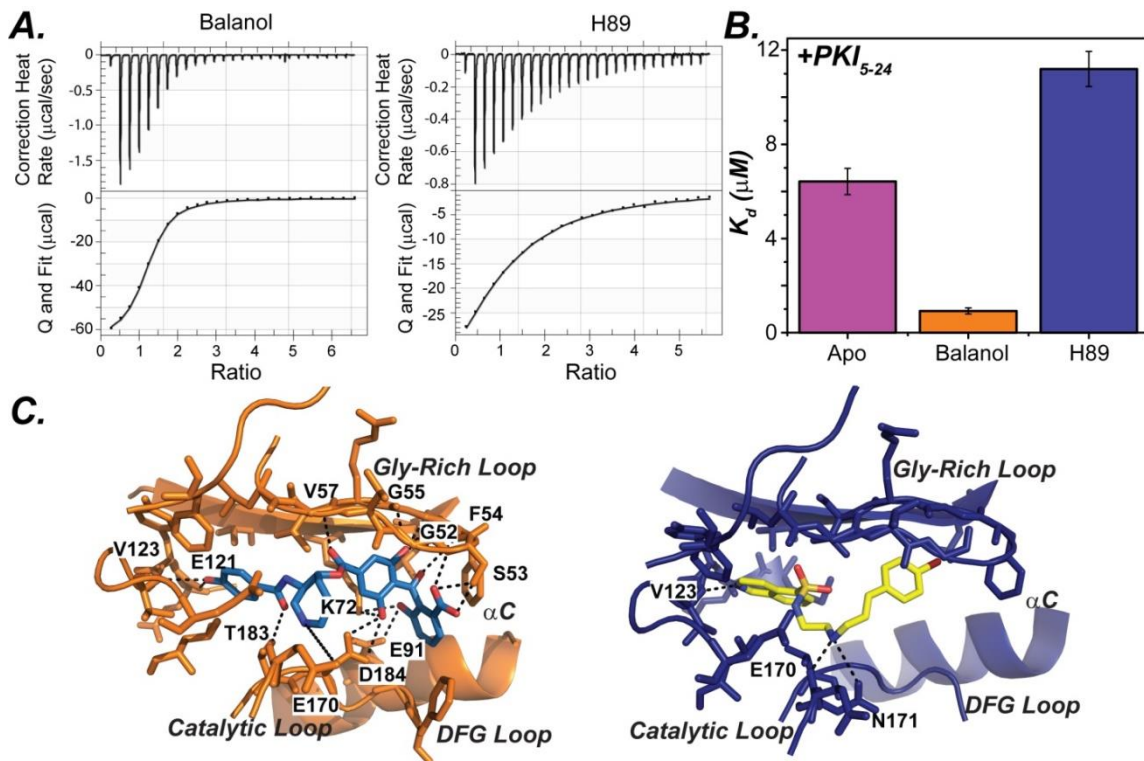 A.
Balanol
H89
B.
Correction Heat
Rate (μcal/sec)
0
-0.5
-1.0
-1.5
Q and Fit (μcal)
0
-20
-40
-60
0 1 2 3 4 5 6
Ratio
Correction Heat
Rate (μcal/sec)
0
-0.2
-0.4
-0.6
-0.8
Q and Fit (μcal)
-5
-10
-15
-20
-25
0 1 2 3 4 5
Ratio
+PKI5-24
Kd (μM)
12
8
4
0
Apo Balanol H89
C.
Gly-Rich Loop
V57
G55
F54
G52
V123
E121
S53
K72
αC
T183
E91
D184
E170
Catalytic Loop
DFG Loop
Gly-Rich Loop
V123
αC
E170
DFG Loop
N171
Catalytic Loop